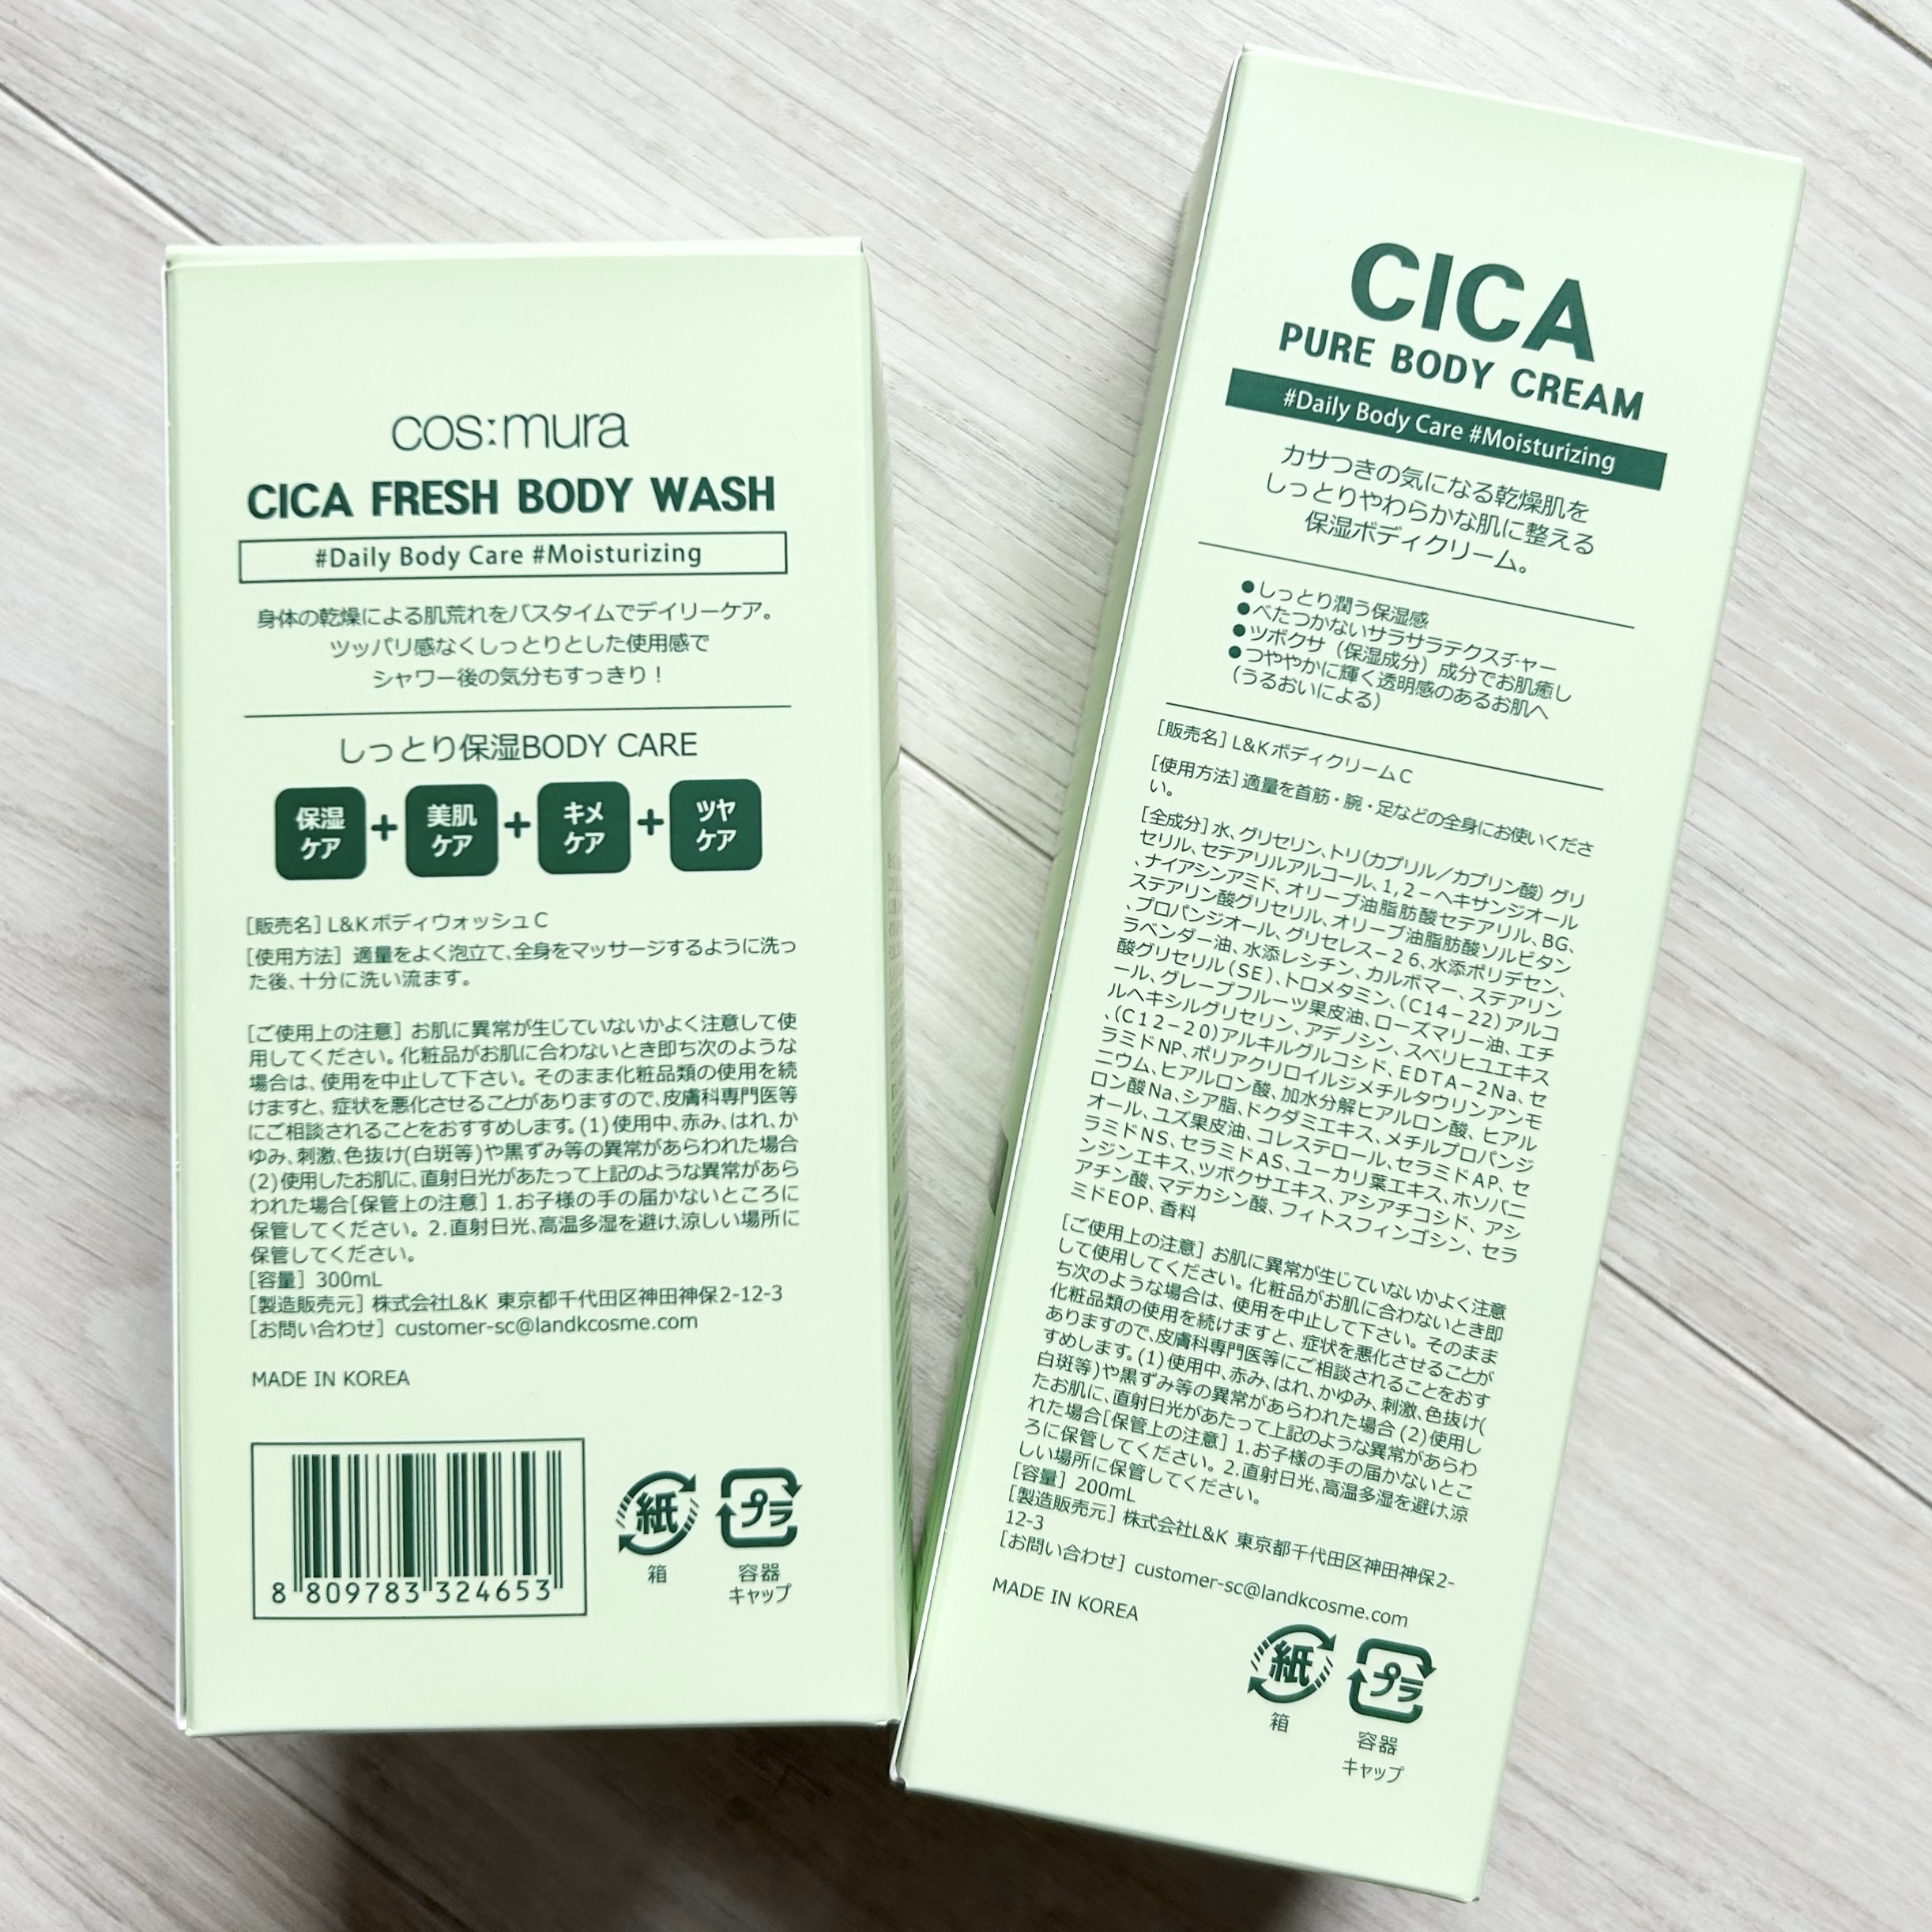 cos:mura
CICA FRESH BODY WASH
#Daily Body Care #Moisturizing
身体の乾燥による肌荒れをバスタイムでデイリーケア。
ツッパリ感なくしっとりとした使用感で
シャワー後の気分もすっきり！
しっとり保湿BODY CARE
保湿ケア + 美肌ケア + キメケア + ツヤケア
[販売名] L&KボディウォッシュC
[使用方法] 適量をよく泡立て、全身をマッサージするように洗っ
た後、十分に洗い流ます。
[ご使用上の注意] お肌に異常が生じていないかよく注意して使
用してください。化粧品がお肌に合わないとき即ち次のような
場合は、使用を中止して下さい。そのまま化粧品類の使用を続
けますと、症状を悪化させることがありますので、皮膚科専門医等
にご相談されることをおすすめします。(1)使用中、赤み、はれ、か
ゆみ、刺激、色抜け(白斑等)や黒ずみ等の異常があらわれた場合
(2)使用したお肌に、直射日光があたって上記のような異常があら
われた場合[保管上の注意] 1.お子様の手の届かないところに
保管してください。2.直射日光、高温多湿を避け、涼しい場所に
保管してください。
[容量] 300mL
[製造販売元] 株式会社L&K 東京都千代田区神田神保2-12-3
[お問い合わせ] customer-sc@landkcosme.com
MADE IN KOREA
8 809783 324653
紙
箱
プラ
容器
キャップ
CICA
PURE BODY CREAM
#Daily Body Care #Moisturizing
カサつきの気になる乾燥肌を
しっとりやわらかな肌に整える
保湿ボディクリーム。
●しっとり潤う保湿感
●べたつかないサラサラテクスチャー
●ツボクサ（保湿成分）成分でお肌癒し
●つややかに輝く透明感のあるお肌へ
(うるおいによる)
[販売名] L&KボディクリームC
[使用方法] 適量を首筋・腕・足などの全身にお使いくださ
い。
[全成分] 水、グリセリン、トリ(カプリル／カプリン酸) グリ
セリル、セテアリルアルコール、1,2－ヘキサンジオール
、ナイアシンアミド、オリーブ油脂肪酸セテアリル、BG、
ステアリン酸グリセリル、オリーブ油脂肪酸ソルビタン
、プロパンジオール、グリセレス－26、水添ポリデセン、
ラベンダー油、水添レシチン、カルボマー、ステアリン
酸グリセリル(SE)、トロメタミン、(C14－22)アルコ
ール、グレープフルーツ果皮油、ローズマリー油、エチ
ルヘキシルグリセリン、アデノシン、スベリヒユエキス
、(C12－20)アルキルグルコシド、EDTA－2Na、セ
ラミドNP、ポリアクリロイルジメチルタウリンアンモ
ニウム、ヒアルロン酸、加水分解ヒアルロン酸、ヒアル
ロン酸Na、シア脂、ドクダミエキス、メチルプロパンジ
オール、ユズ果皮油、コレステロール、セラミドAP、セ
ラミドNS、セラミドAS、ユーカリ葉エキス、ホソバニ
ンジンエキス、ツボクサエキス、アシアチコシド、アシ
アチン酸、マデカシン酸、フィトスフィンゴシン、セラ
ミドEOP、香料
[ご使用上の注意] お肌に異常が生じていないかよく注意
して使用してください。化粧品がお肌に合わないとき即
ち次のような場合は、使用を中止して下さい。そのまま
化粧品類の使用を続けますと、症状を悪化させることが
ありますので、皮膚科専門医等にご相談されることをおす
すめします。(1)使用中、赤み、はれ、かゆみ、刺激、色抜け(
白斑等)や黒ずみ等の異常があらわれた場合 (2)使用し
たお肌に、直射日光があたって上記のような異常があらわ
れた場合[保管上の注意] 1.お子様の手の届かないとこ
ろに保管してください。2.直射日光、高温多湿を避け、涼
しい場所に保管してください。
[容量] 200mL
[製造販売元] 株式会社L&K 東京都千代田区神田神保2-
12-3
[お問い合わせ] customer-sc@landkcosme.com
MADE IN KOREA
紙
箱
プラ
容器
キャップ